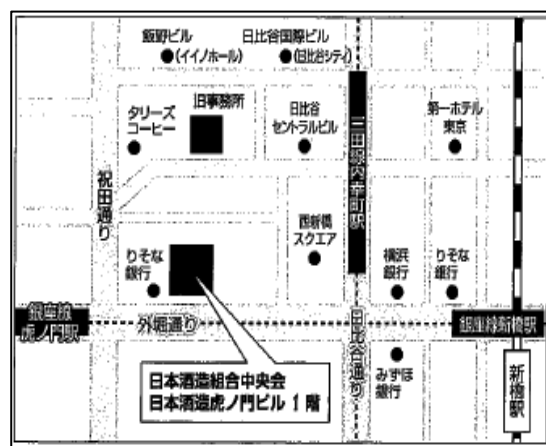 飯野ビル
(イイノホール)
日比谷国際ビル
(日比谷シティ)
タリーズ
コーヒー
旧事務所
日比谷
セントラルビル
三田線内幸町駅
第一ホテル
東京
祝田通り
西新橋
スクエア
りそな
銀行
横浜
銀行
りそな
銀行
銀座線
虎ノ門駅
外堀通り
日比谷通り
銀座線新橋駅
日本酒造組合中央会
日本酒造虎ノ門ビル 1 階
みずほ
銀行
新橋駅